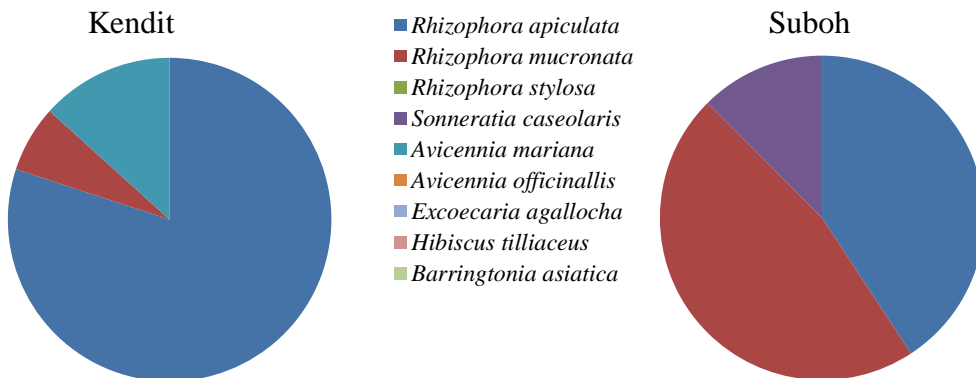 Kendit
Rhizophora apiculata
Rhizophora mucronata
Rhizophora stylosa
Sonneratia caseolaris
Avicennia mariana
Avicennia officinallis
Excoecaria agallocha
Hibiscus tilliaceus
Barringtonia asiatica
Suboh